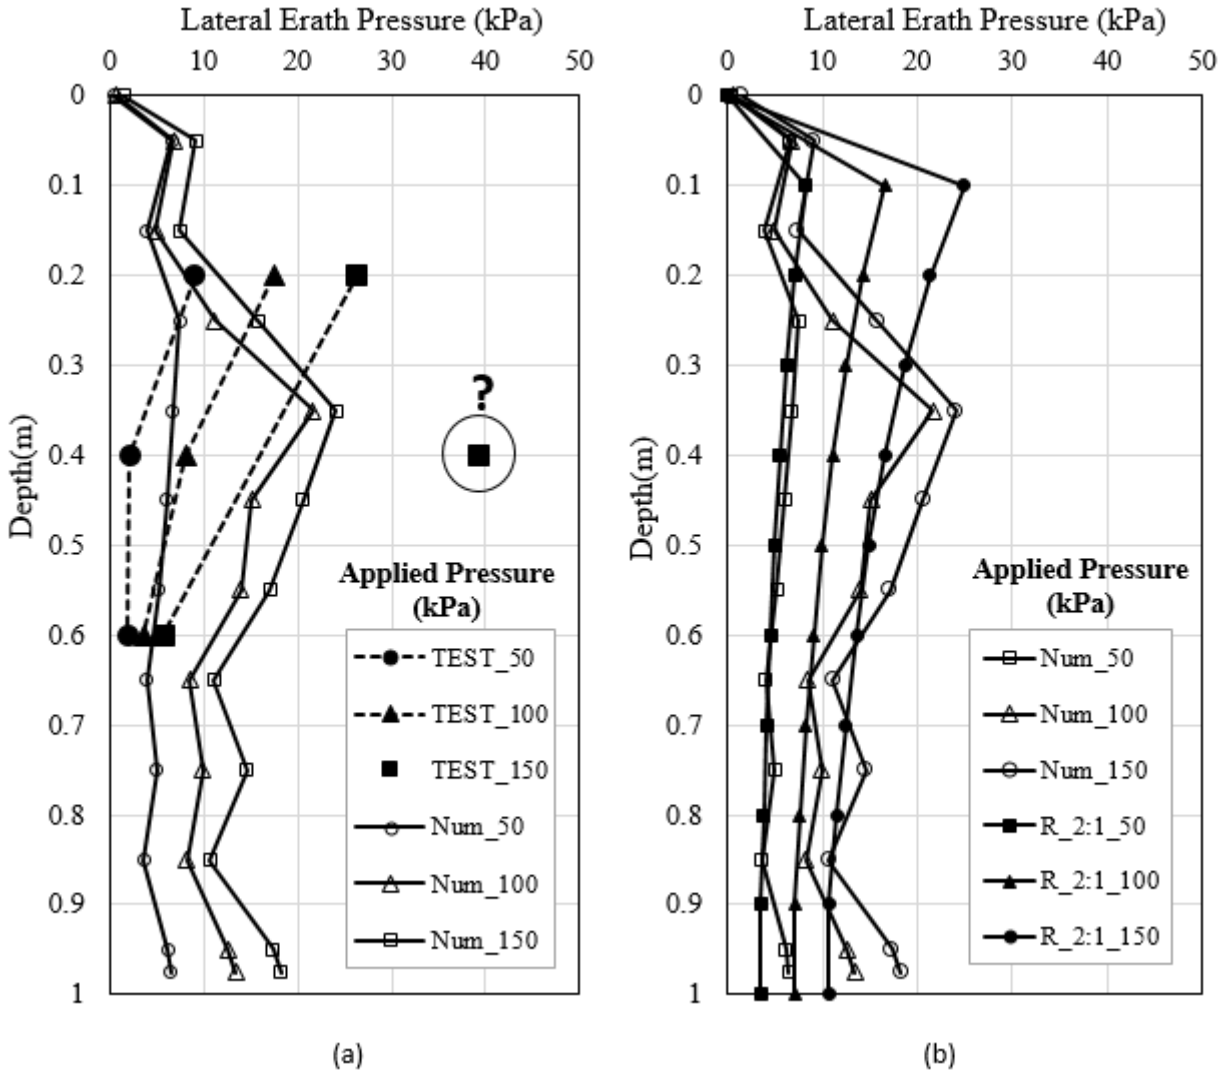 Lateral Erath Pressure (kPa)
0 10 20 30 40 50
0
0.1
0.2
0.3
0.4
0.5
0.6
0.7
0.8
0.9
1
Depth(m)
?
Applied Pressure
(kPa)
TEST_50
TEST_100
TEST_150
Num_50
Num_100
Num_150
(a)
Lateral Erath Pressure (kPa)
0 10 20 30 40 50
0
0.1
0.2
0.3
0.4
0.5
0.6
0.7
0.8
0.9
1
Depth(m)
Applied Pressure
(kPa)
Num_50
Num_100
Num_150
R_2:1_50
R_2:1_100
R_2:1_150
(b)